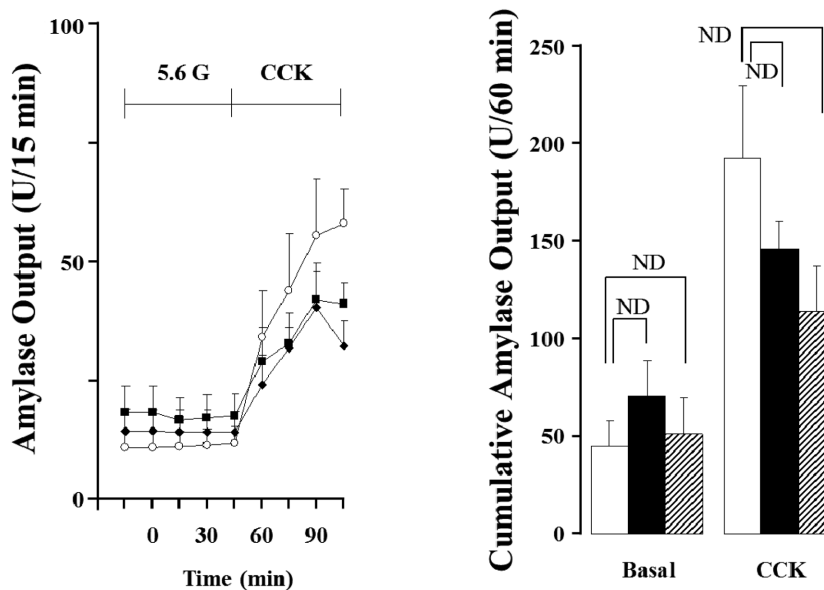 Amylase Output (U/15 min)
100
50
0
5.6 G CCK
0 30 60 90
Time (min)
Cumulative Amylase Output (U/60 min)
250
200
150
100
50
0
ND
ND
ND
ND
Basal CCK